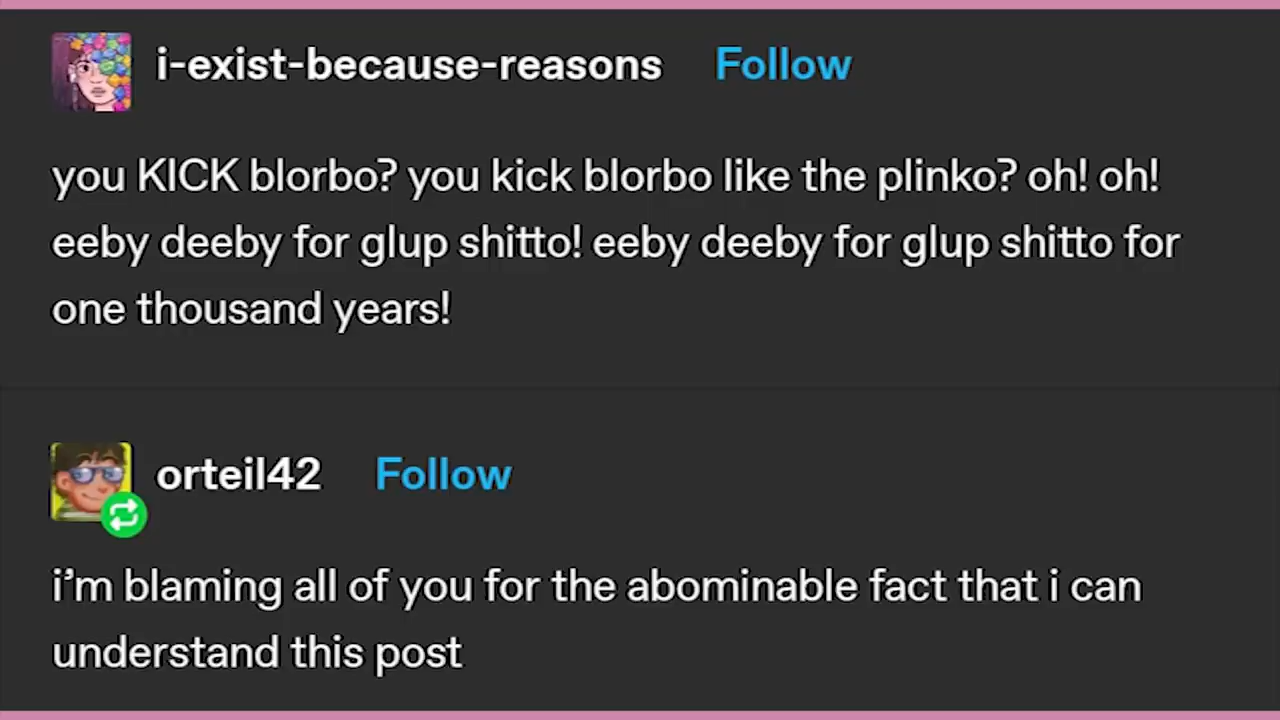 i-exist-because-reasons Follow
you KICK blorbo? you kick blorbo like the plinko? oh! oh!
eeby deeby for glup shitto! eeby deeby for glup shitto for
one thousand years!
orteil42 Follow
i’m blaming all of you for the abominable fact that i can
understand this post